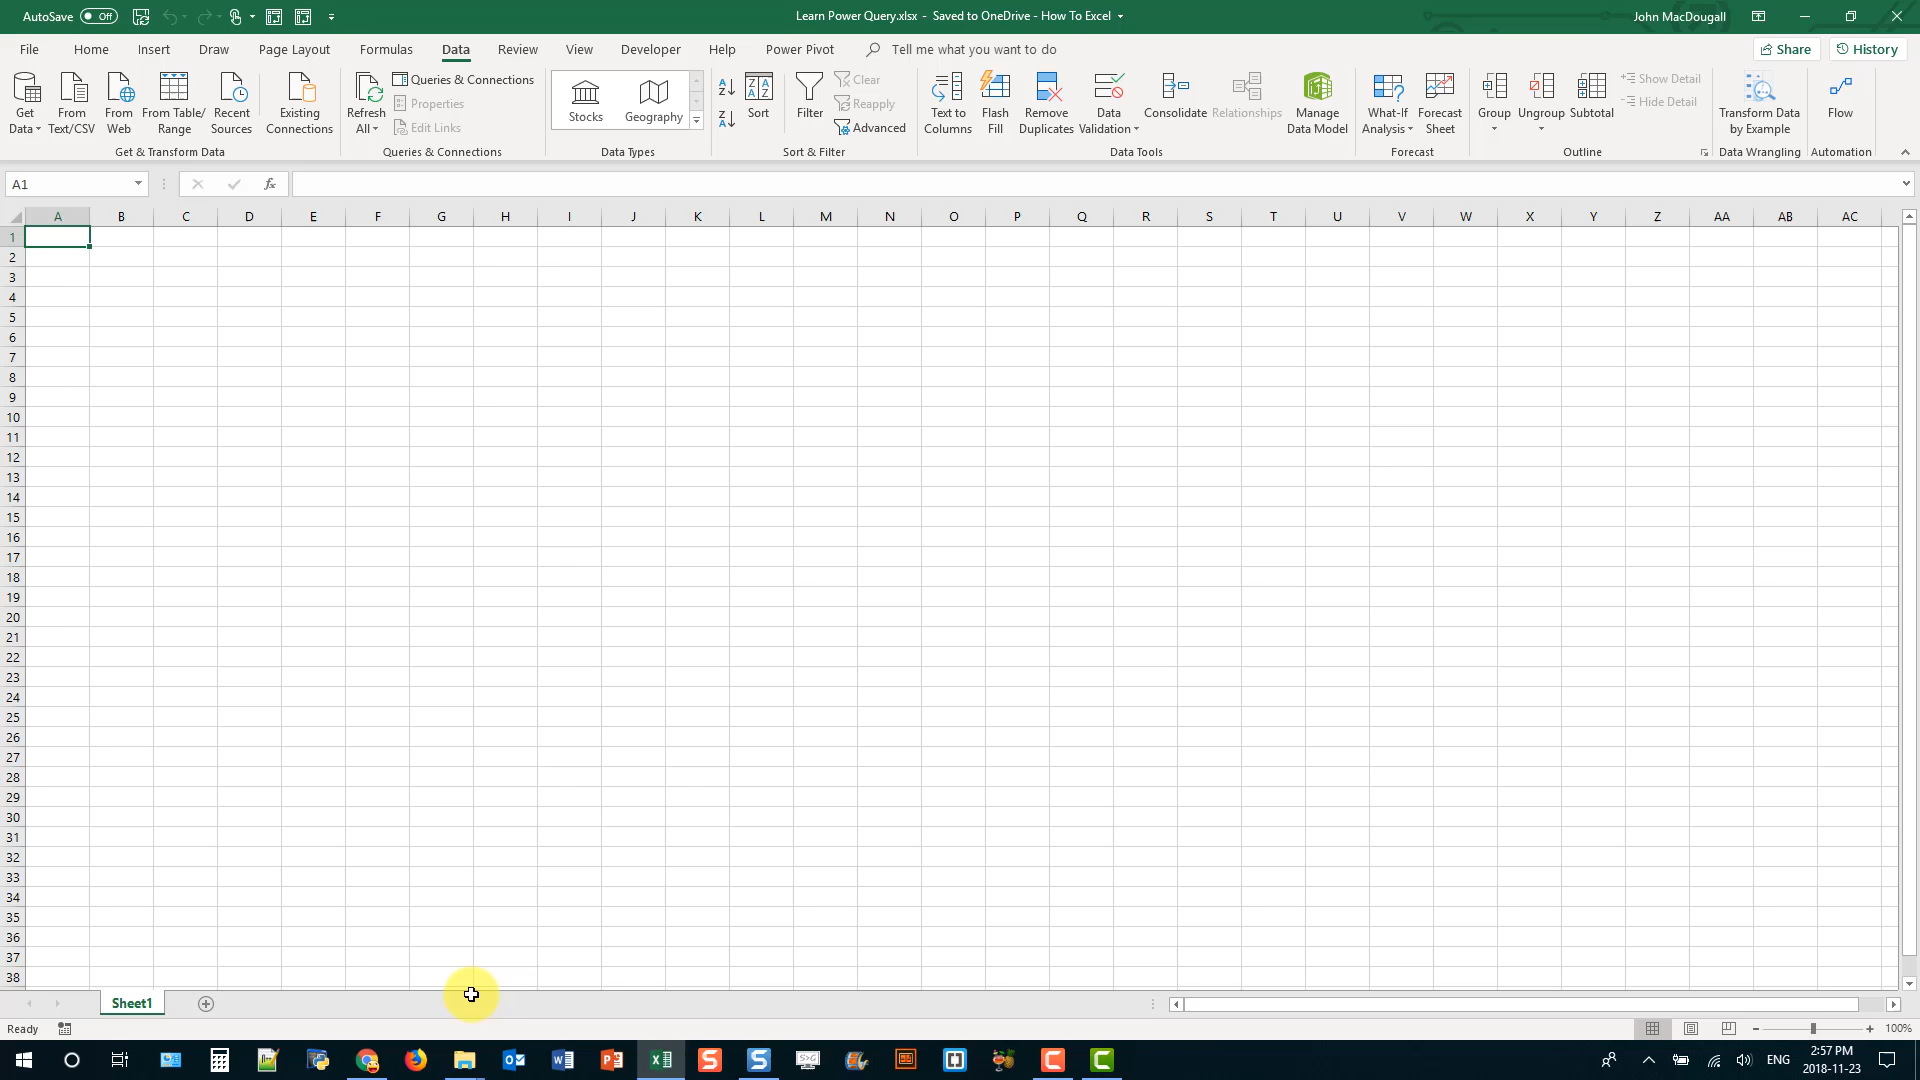 AutoSave Off Learn Power Query.xlsx - Saved to OneDrive - How To Excel John MacDougall
File Home Insert Draw Page Layout Formulas Data Review View Developer Help Power Pivot Tell me what you want to do Share History
Get Data
From Text/CSV
From Web
From Table/ Range
Recent Sources
Existing Connections
Get & Transform Data
Refresh All
Queries & Connections
Properties
Edit Links
Queries & Connections
Stocks
Geography
Data Types
Sort
Filter
Clear
Reapply
Advanced
Sort & Filter
Text to Columns
Flash Fill
Remove Duplicates
Data Validation
Consolidate
Relationships
Manage Data Model
Data Tools
What-If Analysis
Forecast Sheet
Forecast
Group
Ungroup
Subtotal
Show Detail
Hide Detail
Outline
Transform Data by Example
Data Wrangling
Flow
Automation
A1 fx
A B C D E F G H I J K L M N O P Q R S T U V W X Y Z AA AB AC
1
2
3
4
5
6
7
8
9
10
11
12
13
14
15
16
17
18
19
20
21
22
23
24
25
26
27
28
29
30
31
32
33
34
35
36
37
38
Sheet1
Ready 100%
ENG 2:57 PM
2018-11-23